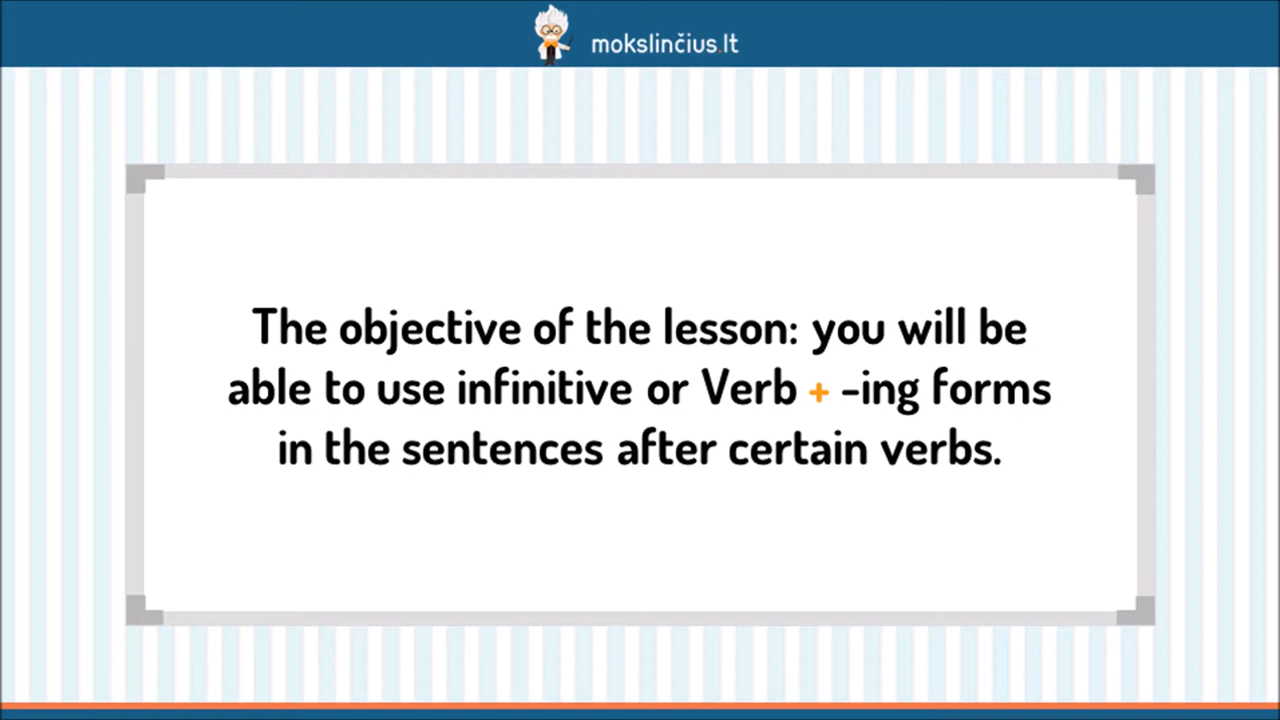 mokslinčius.lt
The objective of the lesson: you will be
able to use infinitive or Verb + -ing forms
in the sentences after certain verbs.